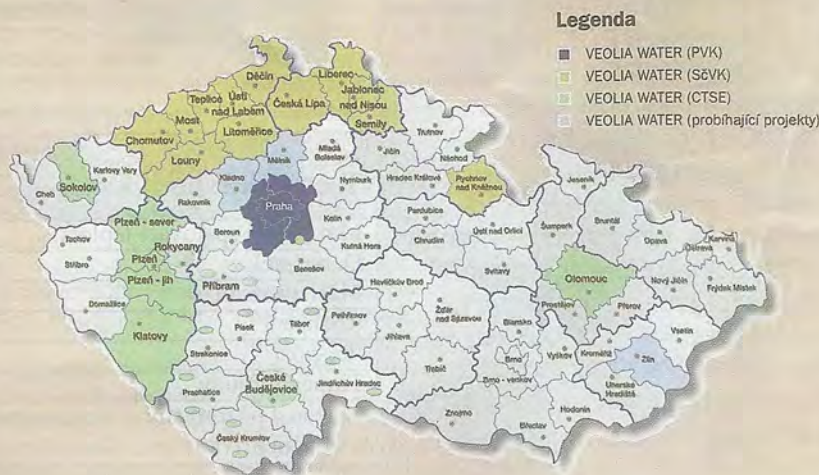 Legenda
VEOLIA WATER (PVK)
VEOLIA WATER (SčVK)
VEOLIA WATER (CTSE)
VEOLIA WATER (probíhající projekty)
Děčín
Liberec
Teplice
Ústí
nad Labem
Česká Lípa
Jablonec
nad Nisou
Most
Litoměřice
Semily
Chomutov
Trutnov
Louny
Mělník
Mladá
Boleslav
Jičín
Náchod
Sokolov
Karlovy Vary
Cheb
Kladno
Rakovník
Praha
Nymburk
Hradec Králové
Rychnov
nad Kněžnou
Jeseník
Plzeň - sever
Beroun
Kolín
Pardubice
Ústí nad Orlicí
Šumperk
Bruntál
Tachov
Rokycany
Kutná Hora
Chrudim
Opava
Karviná
Ostrava
Stříbro
Plzeň
Benešov
Svitavy
Olomouc
Nový Jičín
Frýdek Místek
Plzeň - jih
Příbram
Havlíčkův Brod
Prostějov
Přerov
Domažlice
Klatovy
Písek
Tábor
Pelhřimov
Žďár
nad Sázavou
Blansko
Vsetín
Strakonice
Jihlava
Brno
Vyškov
Kroměříž
Zlín
Prachatice
České
Budějovice
Jindřichův Hradec
Třebíč
Brno - venkov
Uherské
Hradiště
Český Krumlov
Znojmo
Břeclav
Hodonín